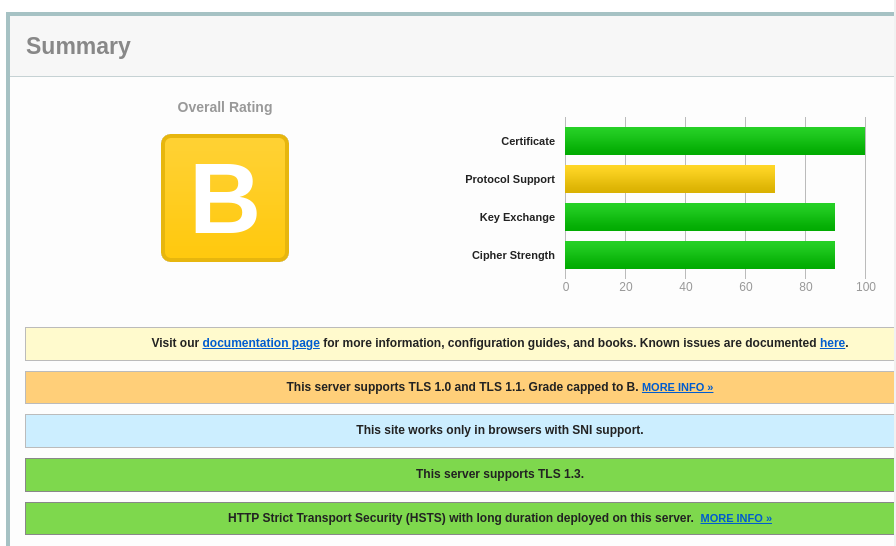 Summary
Overall Rating
B
Certificate
Protocol Support
Key Exchange
Cipher Strength
0 20 40 60 80 100
Visit our documentation page for more information, configuration guides, and books. Known issues are documented here.
This server supports TLS 1.0 and TLS 1.1. Grade capped to B. MORE INFO »
This site works only in browsers with SNI support.
This server supports TLS 1.3.
HTTP Strict Transport Security (HSTS) with long duration deployed on this server. MORE INFO »